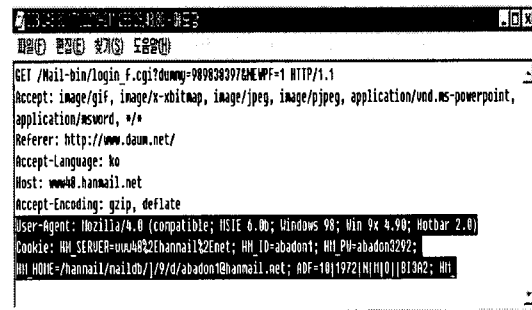 파일(F) 편집(E) 찾기(S) 도움말(H)
GET /Mail-bin/login_f.cgi?dummy=989838397&NEWPF=1 HTTP/1.1
Accept: image/gif, image/x-xbitmap, image/jpeg, image/pjpeg, application/vnd.ms-powerpoint,
application/msword, */*
Referer: http://www.daum.net/
Accept-Language: ko
Host: www48.hanmail.net
Accept-Encoding: gzip, deflate
User-Agent: Mozilla/4.0 (compatible; MSIE 6.0b; Windows 98; Win 9x 4.90; Hotbar 2.0)
Cookie: HM_SERVER=www48%2Ehanmail%2Enet; HM_ID=abadon1; HM_PW=abadon3292;
HM_HOME=/hanmail/maildb/]/9/d/abadon1@hanmail.net; ADF=10|1972|N|M|0||BI3A2; HM_